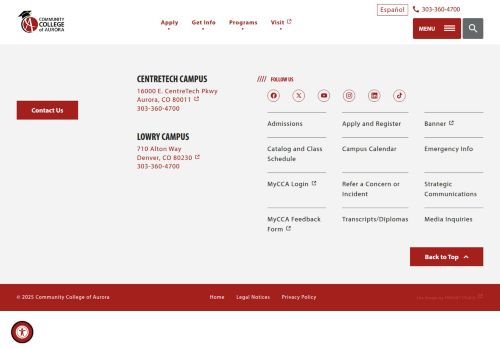 Español
303-360-4700
COMMUNITY
COLLEGE
of AURORA
Apply
Get Info
Programs
Visit
MENU
Contact Us
CENTRETECH CAMPUS
16000 E. CentreTech Pkwy
Aurora, CO 80011
303-360-4700
LOWRY CAMPUS
710 Alton Way
Denver, CO 80230
303-360-4700
//// FOLLOW US
Admissions
Apply and Register
Banner
Catalog and Class
Schedule
Campus Calendar
Emergency Info
MyCCA Login
Refer a Concern or
Incident
Strategic
Communications
MyCCA Feedback
Form
Transcripts/Diplomas
Media Inquiries
Back to Top
© 2025 Community College of Aurora
Home
Legal Notices
Privacy Policy